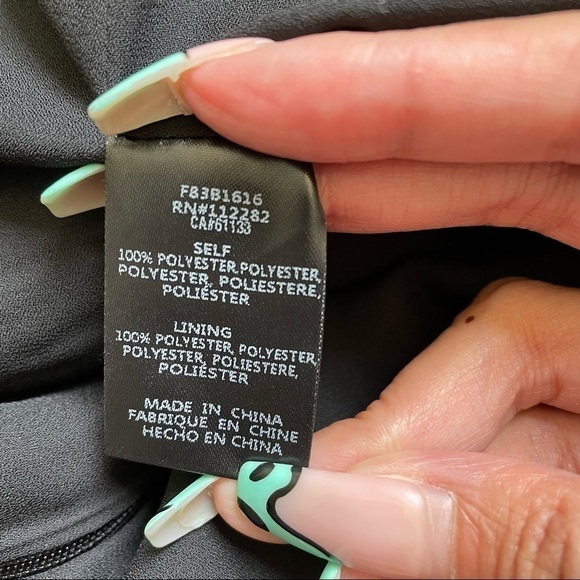 F83B1616
RN#112282
CA#61133
SELF
100% POLYESTER,POLYESTER,
POLYESTER, POLIESTERE,
POLIÉSTER
LINING
100% POLYESTER, POLYESTER,
POLYESTER, POLIESTERE,
POLIÉSTER
MADE IN CHINA
FABRIQUE EN CHINE
HECHO EN CHINA